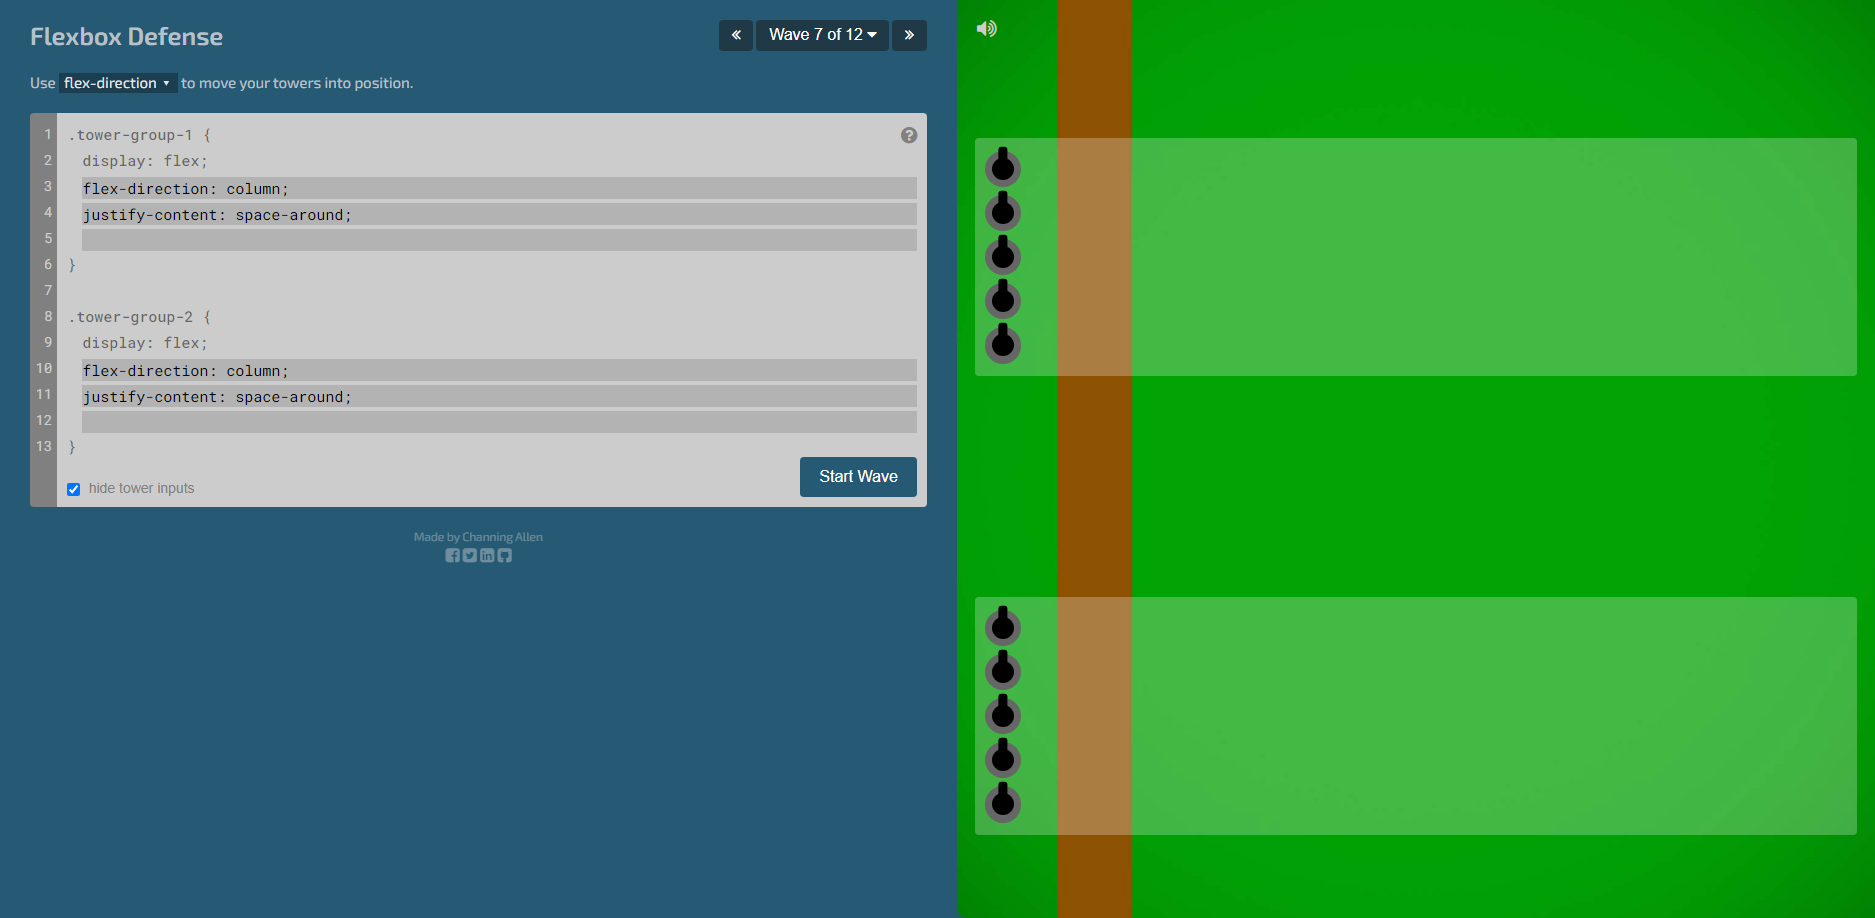 Flexbox Defense
« Wave 7 of 12 »
Use flex-direction to move your towers into position.
1 .tower-group-1 {
2 display: flex;
3 flex-direction: column;
4 justify-content: space-around;
5
6 }
7
8 .tower-group-2 {
9 display: flex;
10 flex-direction: column;
11 justify-content: space-around;
12
13 }
hide tower inputs
Start Wave
Made by Channing Allen